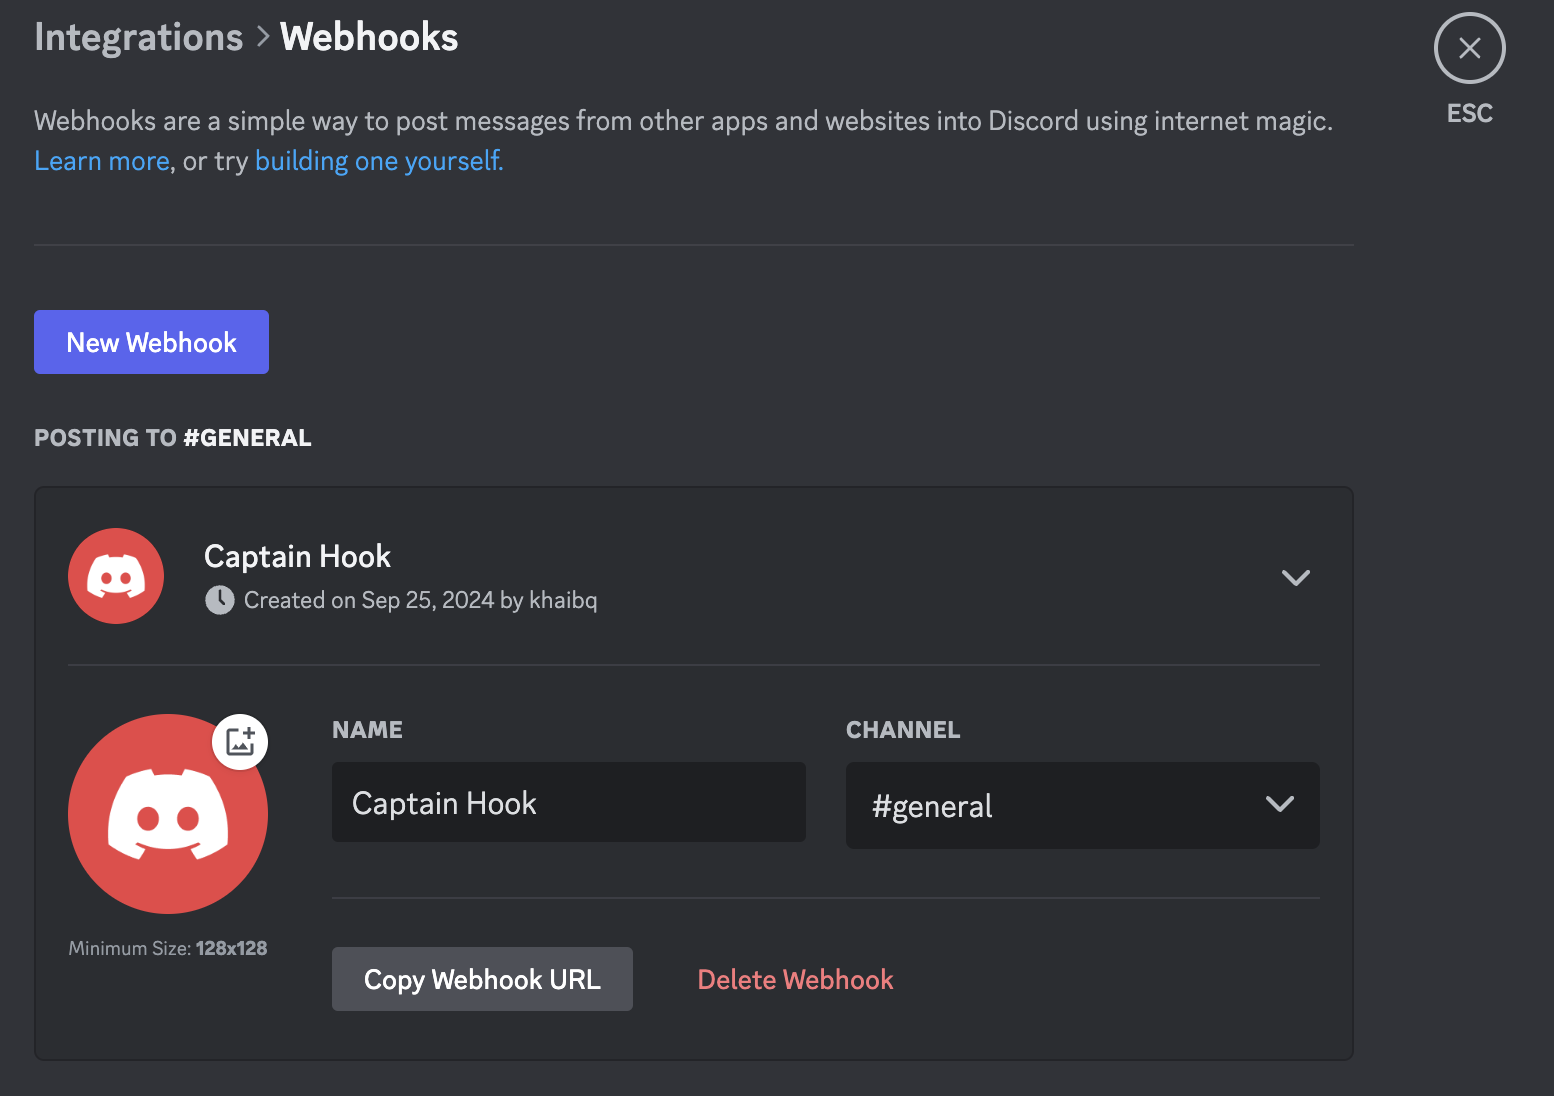 Integrations > Webhooks
ESC
Webhooks are a simple way to post messages from other apps and websites into Discord using internet magic.
Learn more, or try building one yourself.
New Webhook
POSTING TO #GENERAL
Captain Hook
Created on Sep 25, 2024 by khaibq
NAME
CHANNEL
Captain Hook
#general
Minimum Size: 128x128
Copy Webhook URL
Delete Webhook